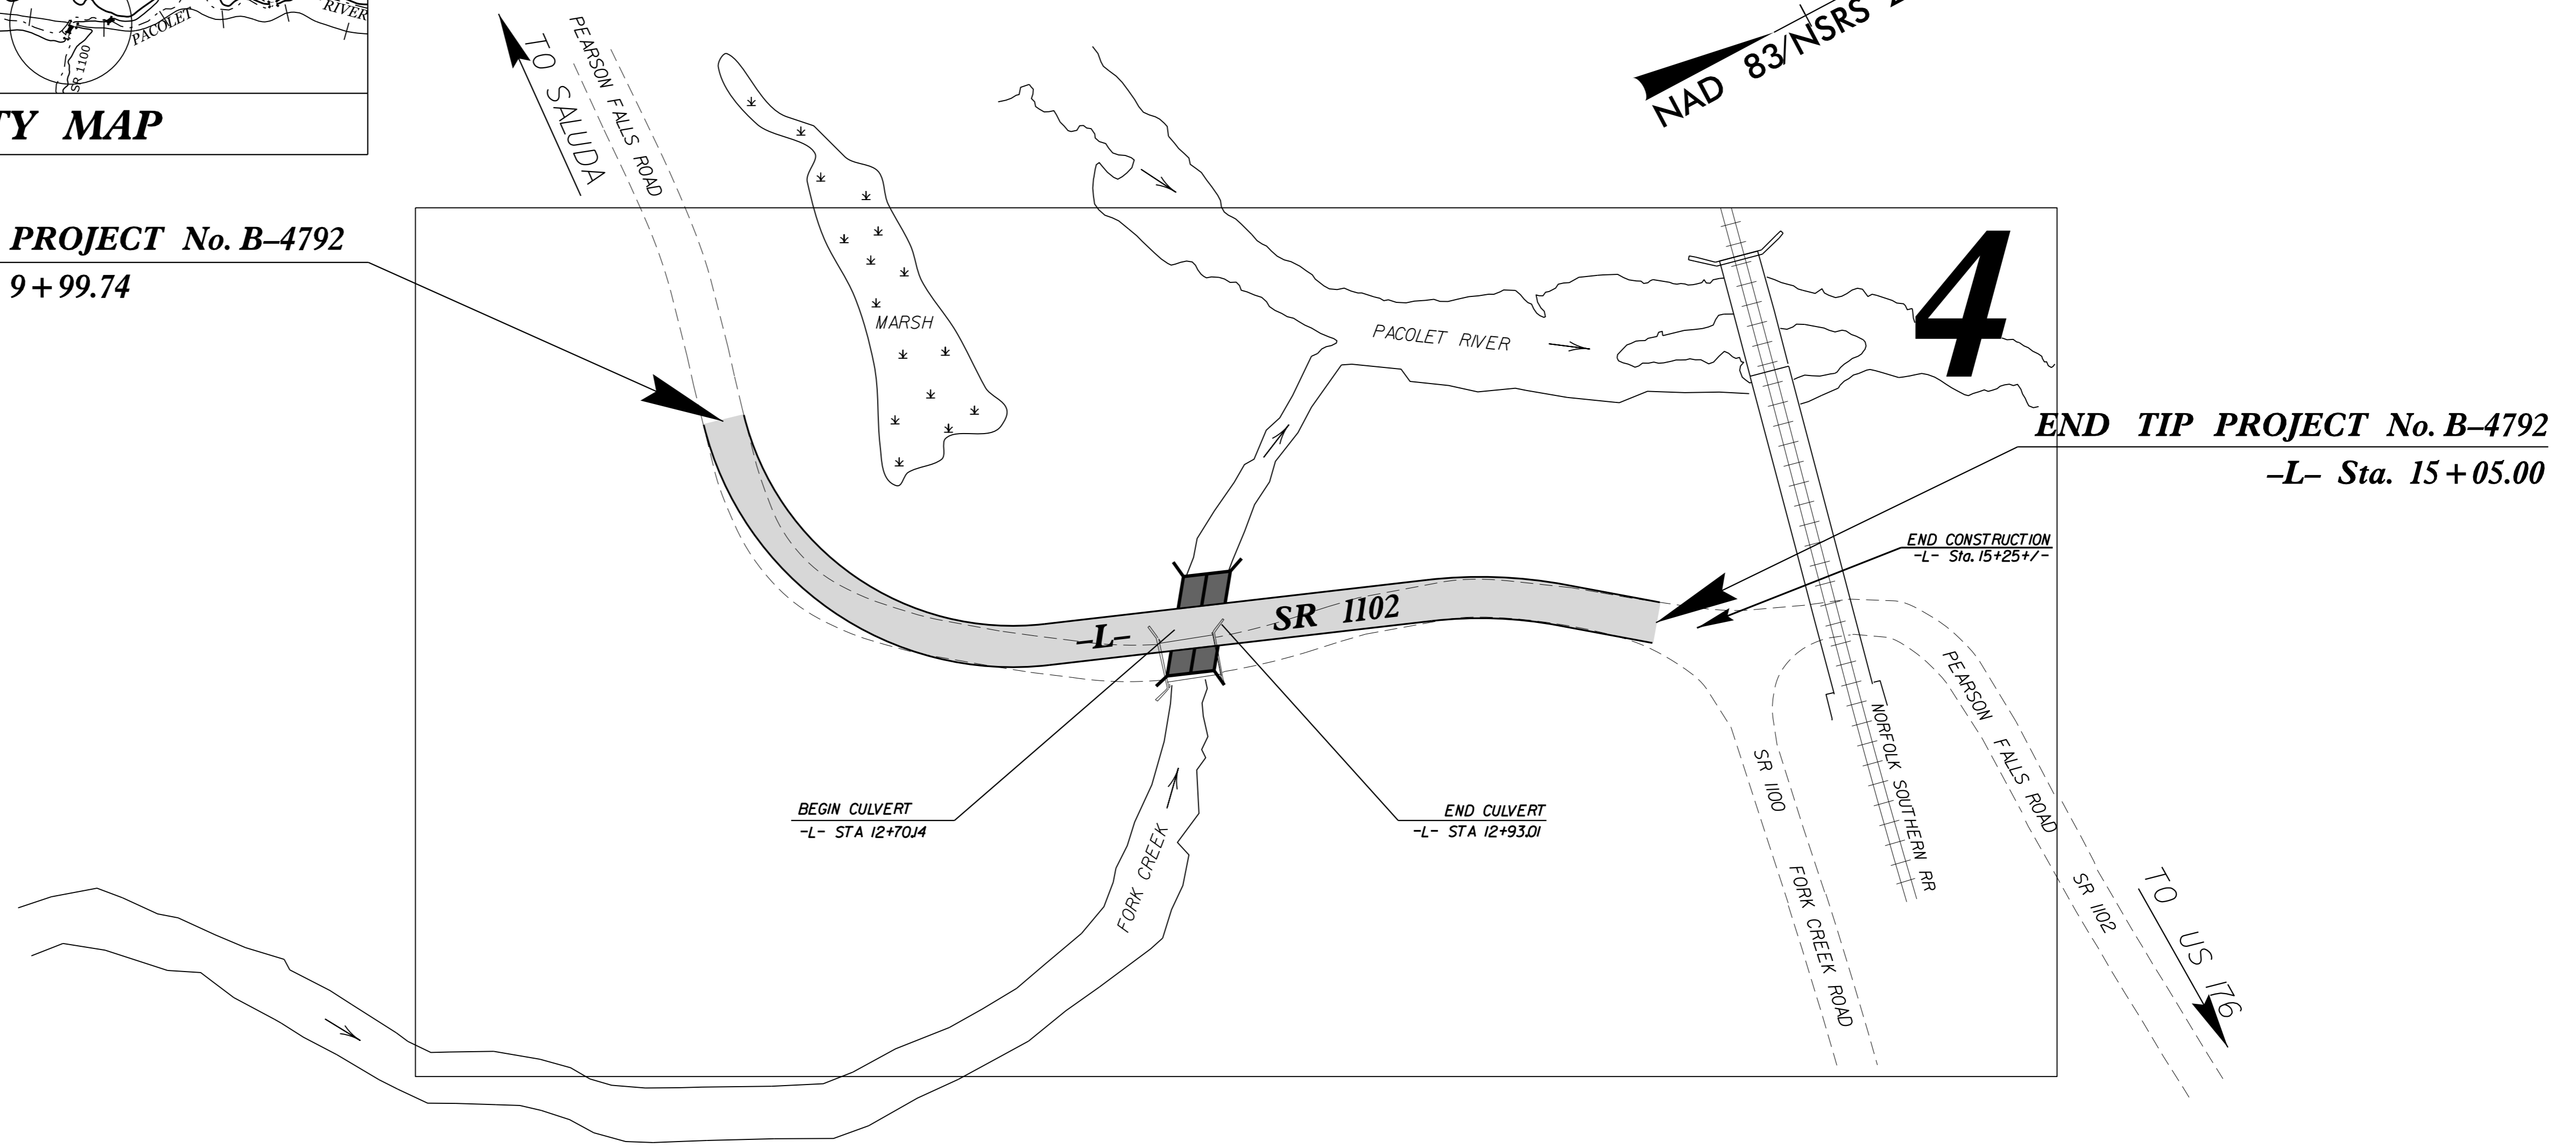 PACOLET
RIVER
SR 1100
TY MAP
TO SALUDA
PEARSON FALLS ROAD
NAD 83/NSRS
PROJECT No. B–4792
9+99.74
4
MARSH
PACOLET RIVER
END TIP PROJECT No. B–4792
–L– Sta. 15+05.00
END CONSTRUCTION
-L- Sta. 15+25+/-
–L–
SR 1102
BEGIN CULVERT
-L- STA 12+70.14
END CULVERT
-L- STA 12+93.01
FORK CREEK
SR 1100
FORK CREEK ROAD
NORFOLK SOUTHERN RR
PEARSON FALLS ROAD
SR 1102
TO US 176